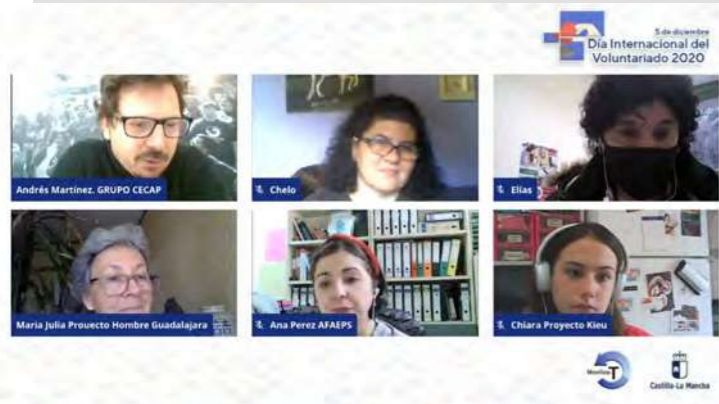 5 de diciembre
Día Internacional del
Voluntariado 2020
Andrés Martínez. GRUPO CECAP
Chelo
Elías
Maria Julia Prouecto Hombre Guadalajara
Ana Perez AFAEPS
Chiara Proyecto Kieu
Moviliza T
Castilla-La Mancha